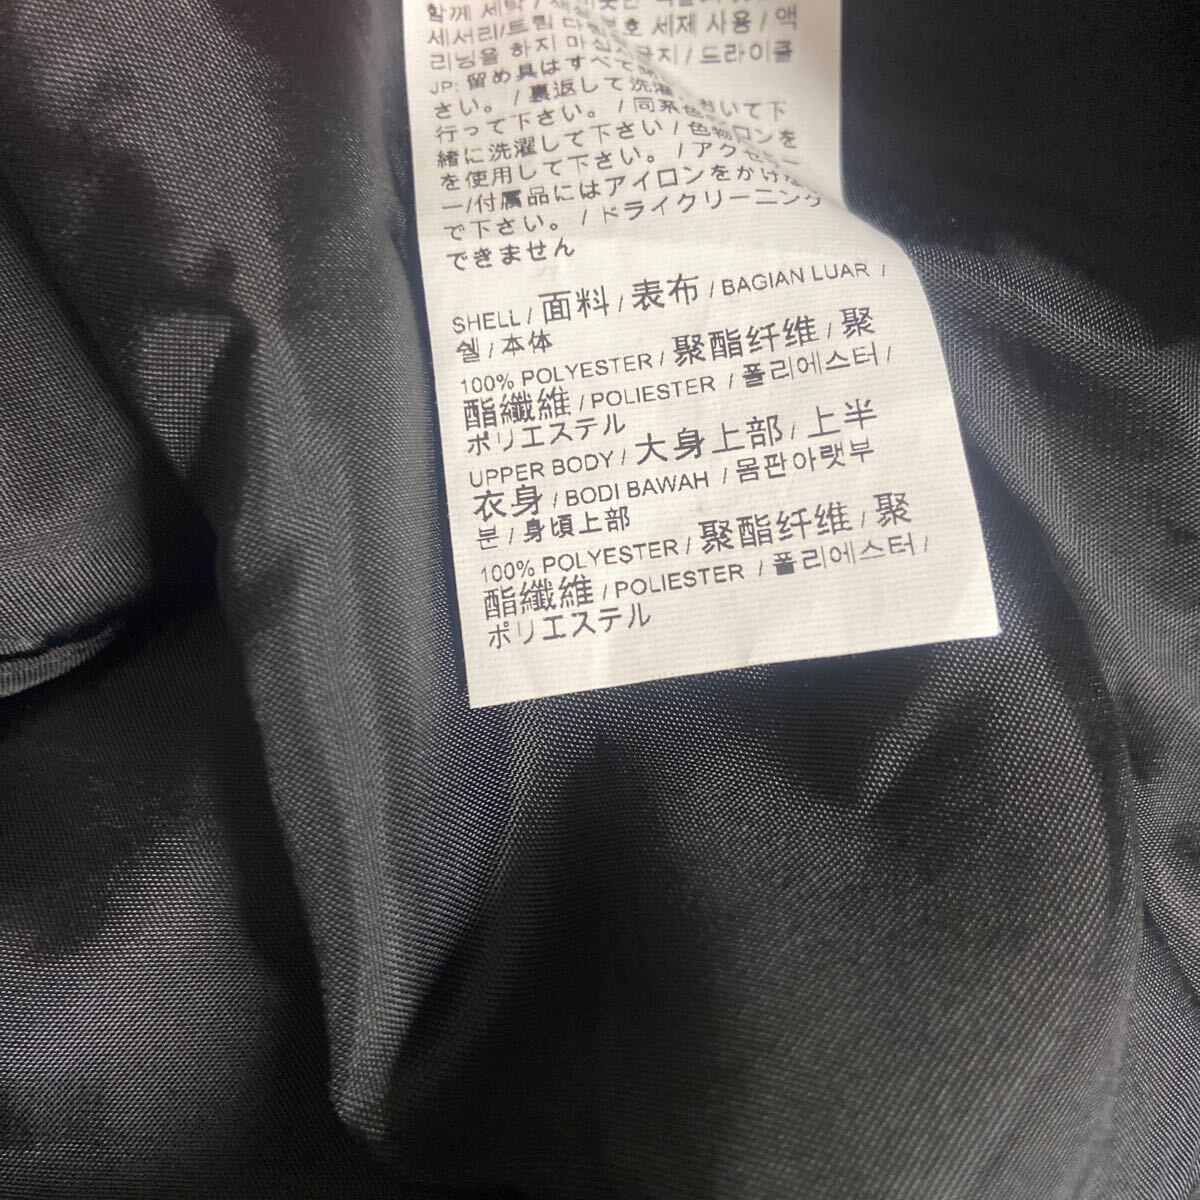 함께 세탁 /
세서리/트림 세제 사용 / 액
리닝을 하지 / 드라이클
JP: 留め具はすべて
さい。 / 裏返して洗濯
行って下さい。 / 同系色 おいて下
緒に洗濯して下さい / 色物 ロンを
を使用して下さい。 / アクセサリ
ー/付属品にはアイロンをかけな
で下さい。 / ドライクリーニング
できません
SHELL / 面料 / 表布 / BAGIAN LUAR /
쉘 / 本体
100% POLYESTER / 聚酯纤维 / 聚
酯纖維 / POLIESTER / 폴리에스터 /
ポリエステル
UPPER BODY / 大身上部 / 上半
衣身 / BODI BAWAH / 몸판아랫부
분 / 身頃上部
100% POLYESTER / 聚酯纤维 / 聚
酯纖維 / POLIESTER / 폴리에스터 /
ポリエステル